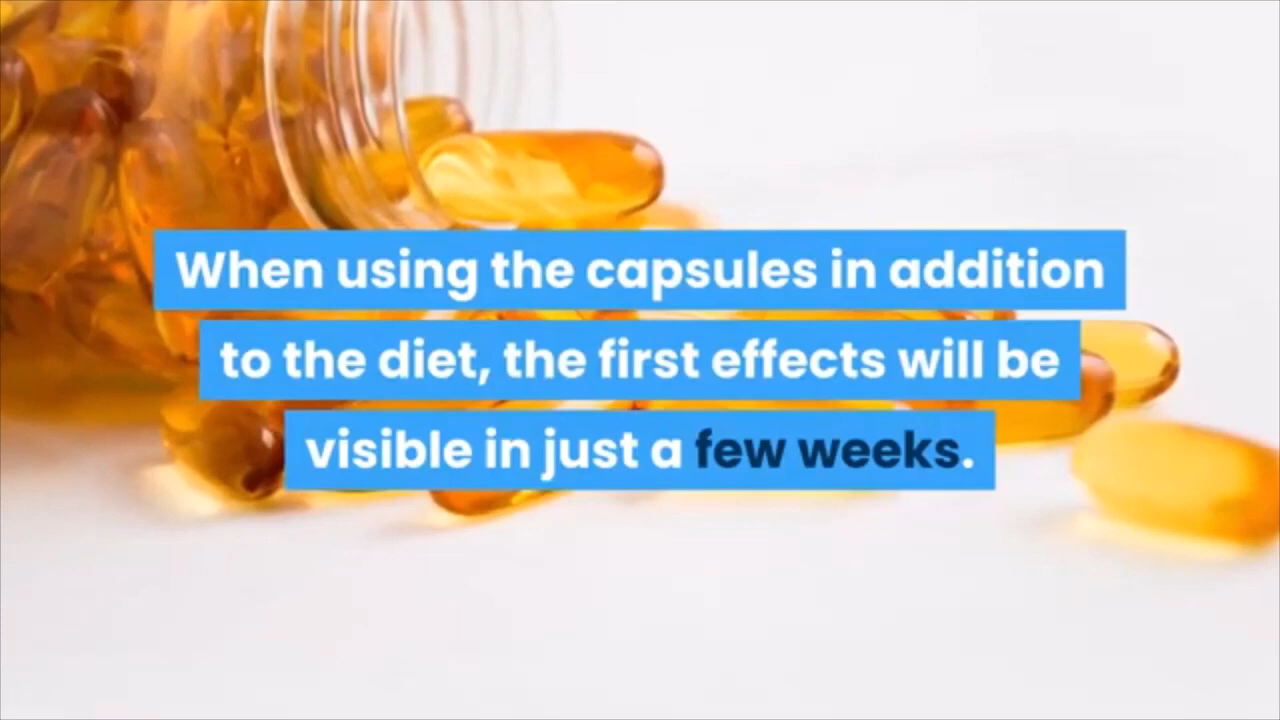 When using the capsules in addition
to the diet, the first effects will be
visible in just a few weeks.